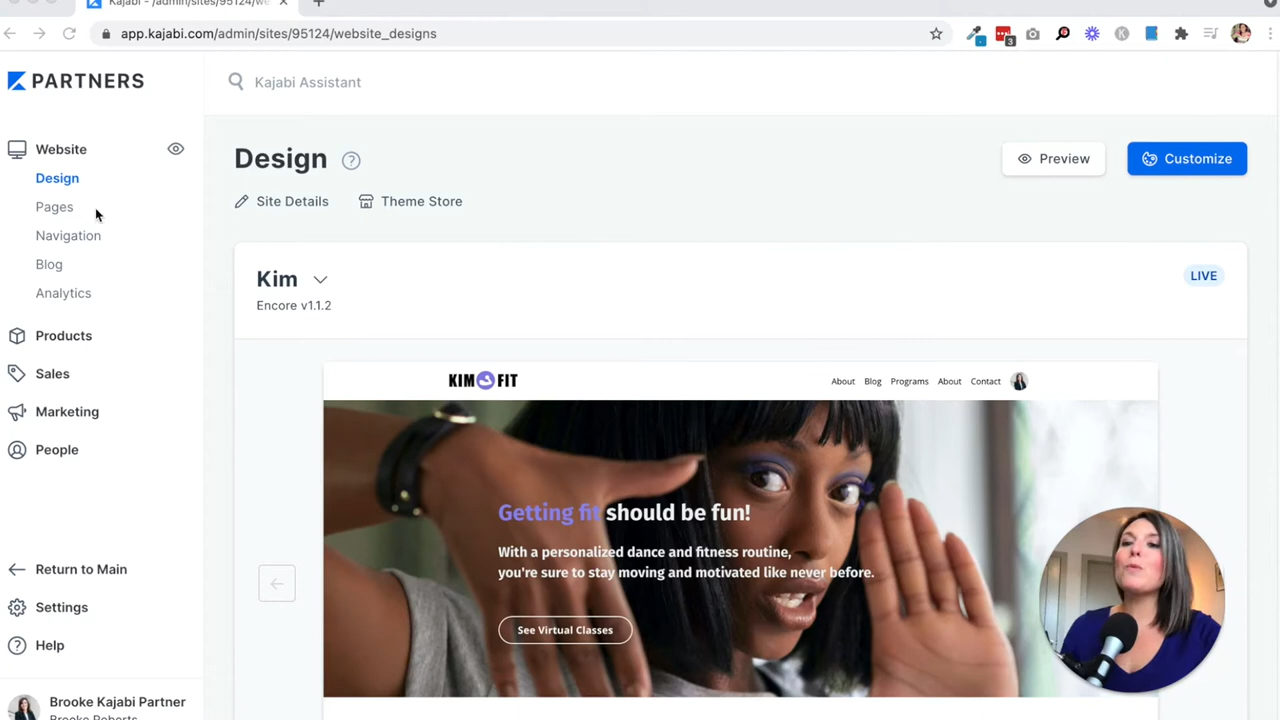 Kajabi - /admin/sites/95124/we
app.kajabi.com/admin/sites/95124/website_designs
3
PARTNERS
Kajabi Assistant
Website
Design
Pages
Navigation
Blog
Analytics
Products
Sales
Marketing
People
Return to Main
Settings
Help
Brooke Kajabi Partner
Brooke Roberts
Design
Preview
Customize
Site Details
Theme Store
Kim
LIVE
Encore v1.1.2
KIM FIT
About Blog Programs About Contact
Getting fit should be fun!
With a personalized dance and fitness routine,
you're sure to stay moving and motivated like never before.
See Virtual Classes